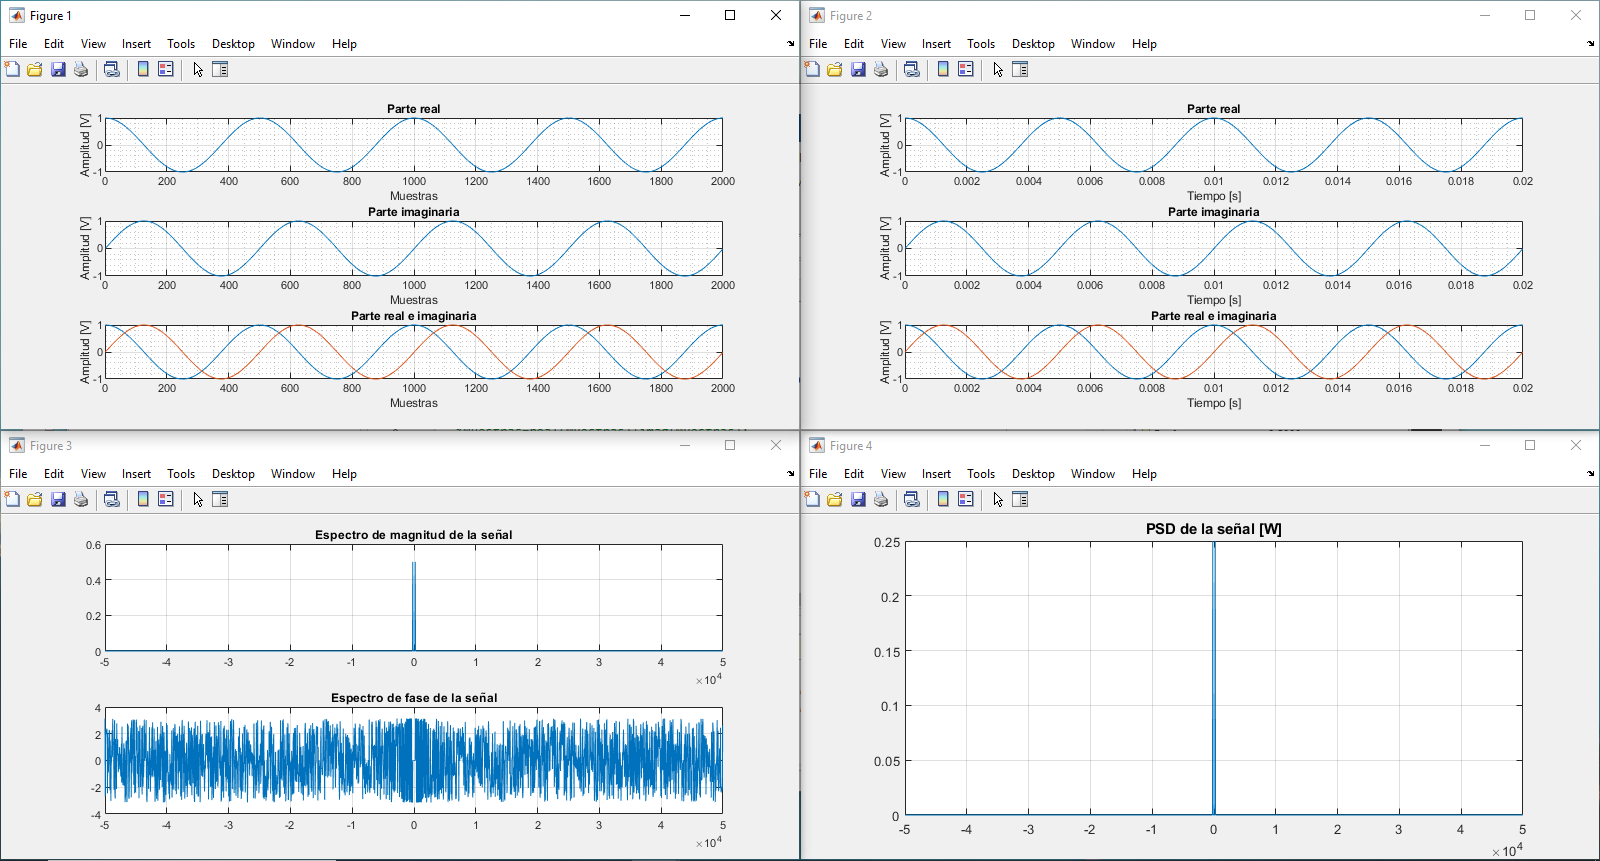 Figure 1
File Edit View Insert Tools Desktop Window Help
Parte real
Amplitud [V]
1
0
-1
0 200 400 600 800 1000 1200 1400 1600 1800 2000
Muestras
Parte imaginaria
Amplitud [V]
1
0
-1
0 200 400 600 800 1000 1200 1400 1600 1800 2000
Muestras
Parte real e imaginaria
Amplitud [V]
1
0
-1
0 200 400 600 800 1000 1200 1400 1600 1800 2000
Muestras
Figure 2
File Edit View Insert Tools Desktop Window Help
Parte real
Amplitud [V]
1
0
-1
0 0.002 0.004 0.006 0.008 0.01 0.012 0.014 0.016 0.018 0.02
Tiempo [s]
Parte imaginaria
Amplitud [V]
1
0
-1
0 0.002 0.004 0.006 0.008 0.01 0.012 0.014 0.016 0.018 0.02
Tiempo [s]
Parte real e imaginaria
Amplitud [V]
1
0
-1
0 0.002 0.004 0.006 0.008 0.01 0.012 0.014 0.016 0.018 0.02
Tiempo [s]
Figure 3
File Edit View Insert Tools Desktop Window Help
Espectro de magnitud de la señal
0.6
0.4
0.2
0
-5 -4 -3 -2 -1 0 1 2 3 4 5
×10⁴
Espectro de fase de la señal
4
2
0
-2
-4
-5 -4 -3 -2 -1 0 1 2 3 4 5
×10⁴
Figure 4
File Edit View Insert Tools Desktop Window Help
PSD de la señal [W]
0.25
0.2
0.15
0.1
0.05
0
-5 -4 -3 -2 -1 0 1 2 3 4 5
×10⁴